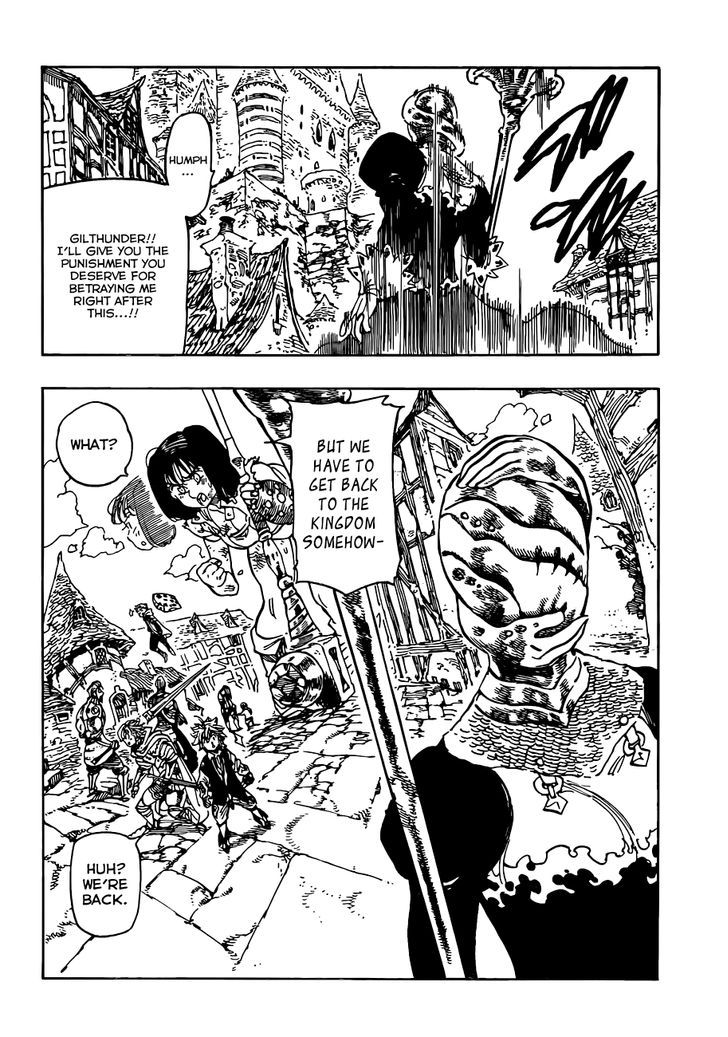 HUMPH
...
GILTHUNDER!!
I'LL GIVE YOU THE
PUNISHMENT YOU
DESERVE FOR
BETRAYING ME
RIGHT AFTER
THIS...!!
WHAT?
BUT WE
HAVE TO
GET BACK
TO THE
KINGDOM
SOMEHOW-
HUH?
WE'RE
BACK.